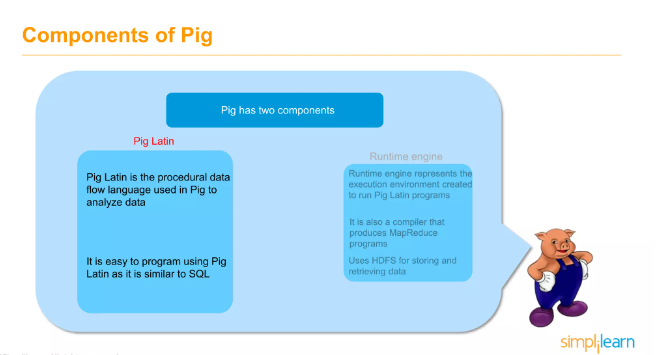 Components of Pig
Pig has two components
Pig Latin
Pig Latin is the procedural data
flow language used in Pig to
analyze data
It is easy to program using Pig
Latin as it is similar to SQL
Runtime engine
Runtime engine represents the
execution environment created
to run Pig Latin programs
It is also a compiler that
produces MapReduce
programs
Uses HDFS for storing and
retrieving data
simplilearn